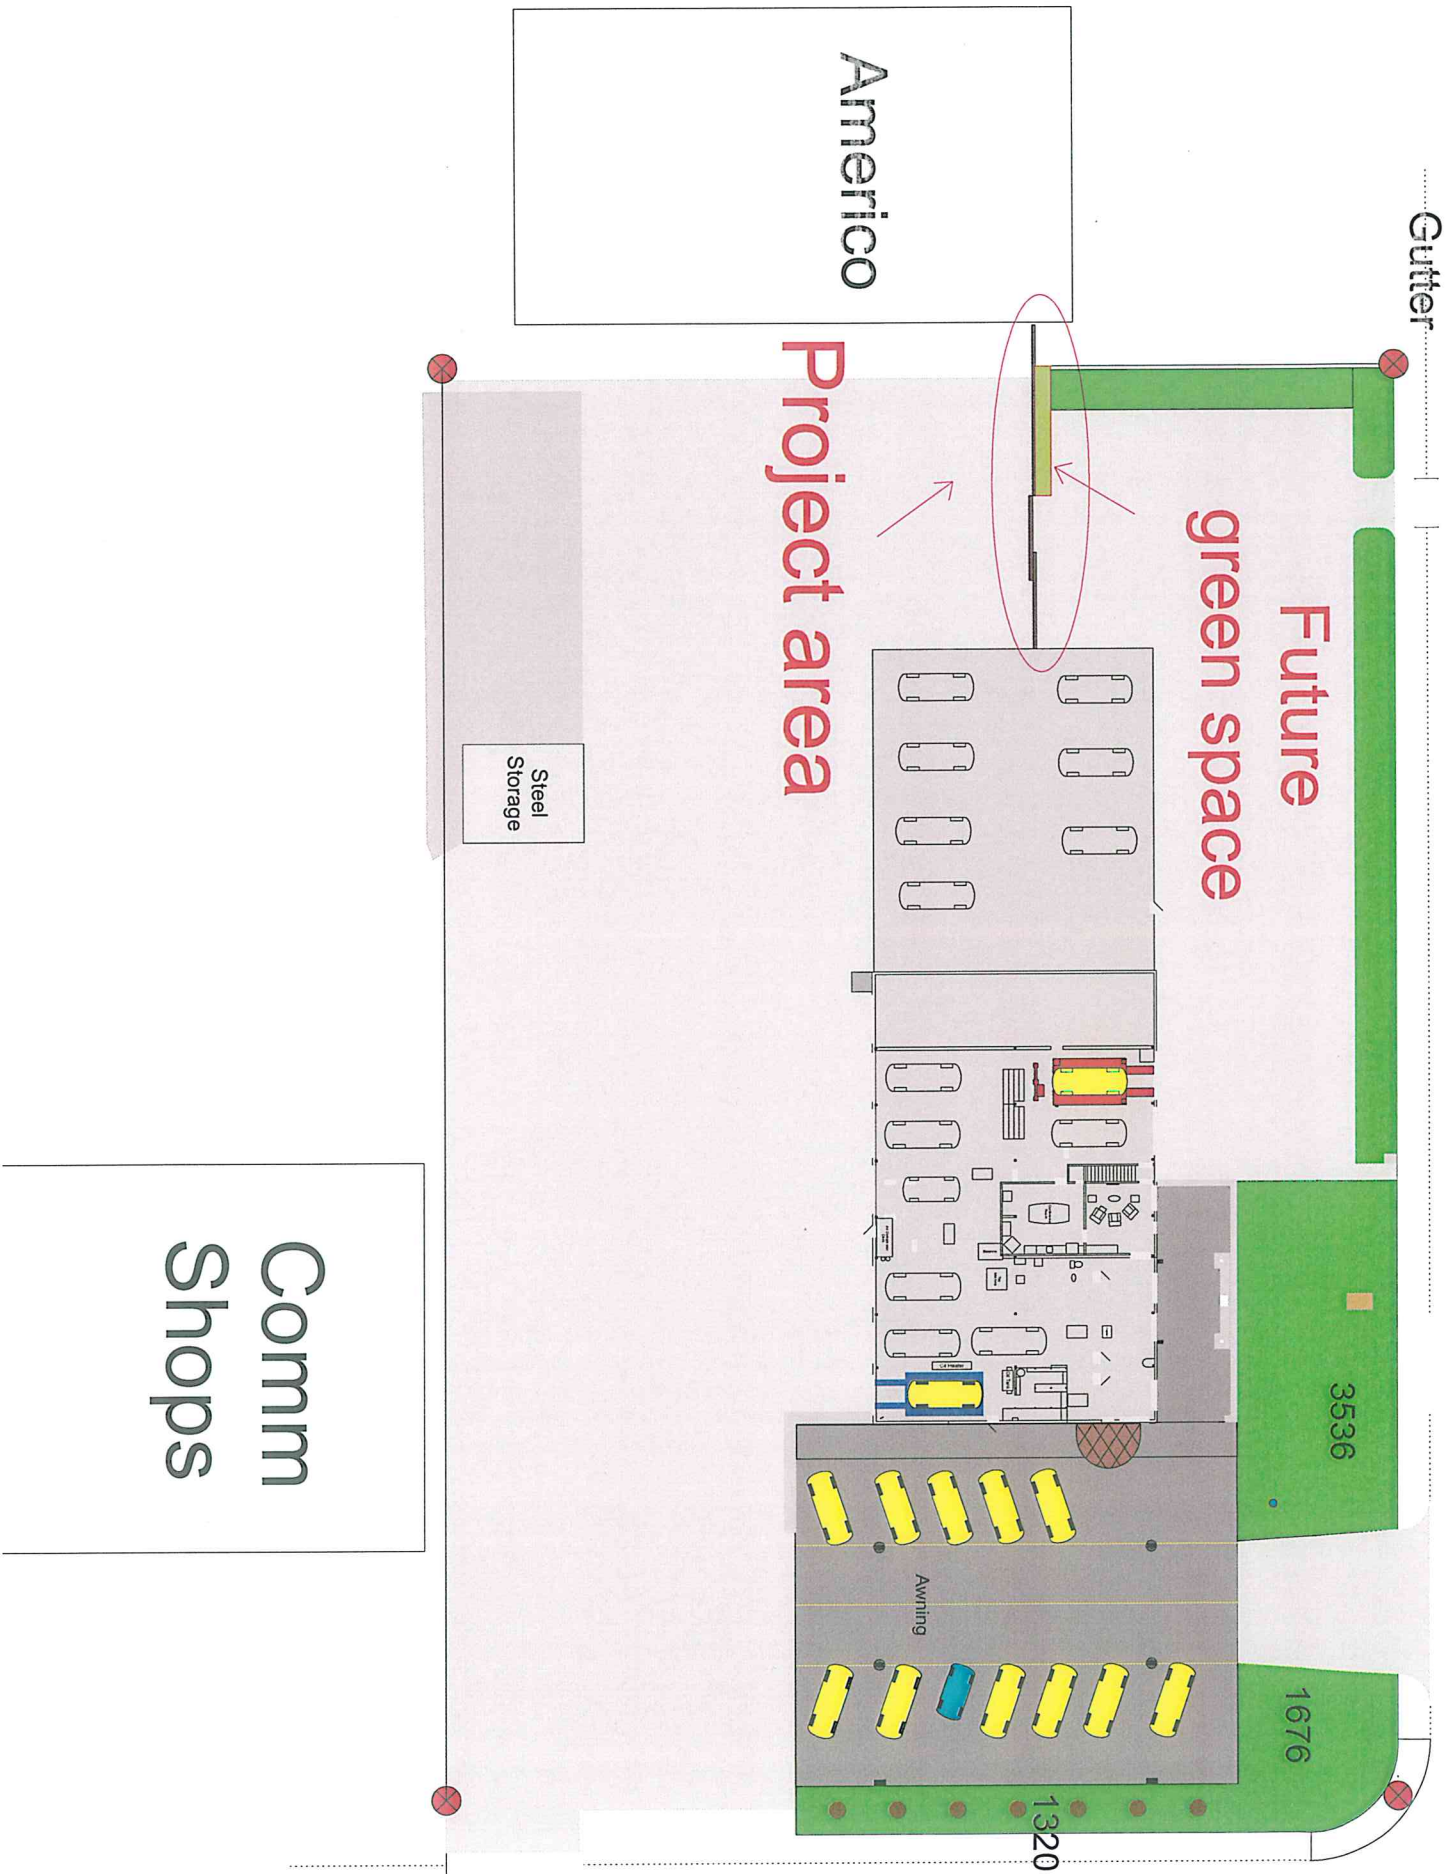 Gutter
Americo
Future
green space
Project area
Steel
Storage
3536
1676
1320
Awning
Comm
Shops